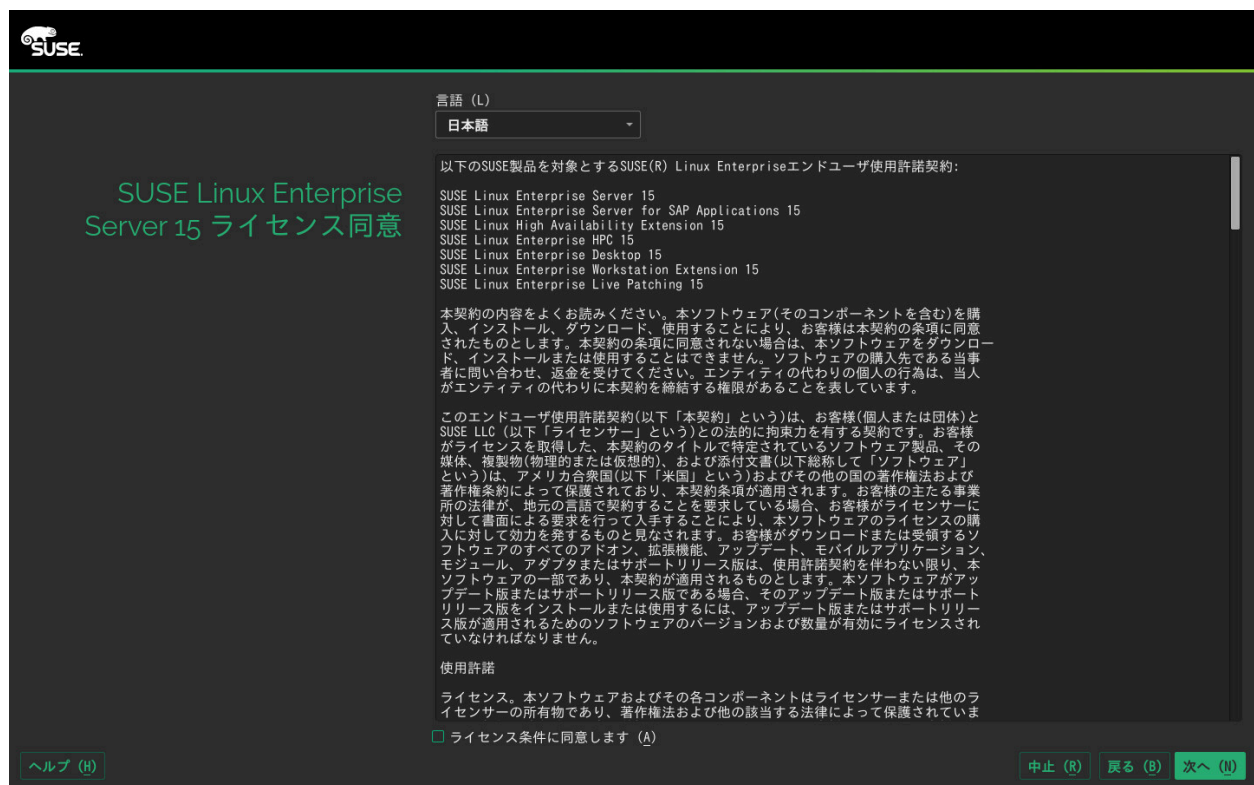 SUSE.
言語 (L)
日本語
SUSE Linux Enterprise
Server 15 ライセンス同意
以下のSUSE製品を対象とするSUSE(R) Linux Enterpriseエンドユーザ使用許諾契約:
SUSE Linux Enterprise Server 15
SUSE Linux Enterprise Server for SAP Applications 15
SUSE Linux High Availability Extension 15
SUSE Linux Enterprise HPC 15
SUSE Linux Enterprise Desktop 15
SUSE Linux Enterprise Workstation Extension 15
SUSE Linux Enterprise Live Patching 15
本契約の内容をよくお読みください。本ソフトウェア(そのコンポーネントを含む)を購
入、インストール、ダウンロード、使用することにより、お客様は本契約の条項に同意
されたものとします。本契約の条項に同意されない場合は、本ソフトウェアをダウンロー
ド、インストールまたは使用することはできません。ソフトウェアの購入先である当事
者に問い合わせ、返金を受けてください。エンティティの代わりの個人の行為は、当人
がエンティティの代わりに本契約を締結する権限があることを表しています。
このエンドユーザ使用許諾契約(以下「本契約」という)は、お客様(個人または団体)と
SUSE LLC (以下「ライセンサー」という)との法的に拘束力を有する契約です。お客様
がライセンスを取得した、本契約のタイトルで特定されているソフトウェア製品、その
媒体、複製物(物理的または仮想的)、および添付文書(以下総称して「ソフトウェア」
という)は、アメリカ合衆国(以下「米国」という)およびその他の国の著作権法および
著作権条約によって保護されており、本契約条項が適用されます。お客様の主たる事業
所の法律が、地元の言語で契約することを要求している場合、お客様がライセンサーに
対して書面による要求を行って入手することにより、本ソフトウェアのライセンスの購
入に対して効力を発するものと見なされます。お客様がダウンロードまたは受領するソ
フトウェアのすべてのアドオン、拡張機能、アップデート、モバイルアプリケーション、
モジュール、アダプタまたはサポートリリース版は、使用許諾契約を伴わない限り、本
ソフトウェアの一部であり、本契約が適用されるものとします。本ソフトウェアがアッ
プデート版またはサポートリリース版である場合、そのアップデート版またはサポート
リリース版をインストールまたは使用するには、アップデート版またはサポートリリー
ス版が適用されるためのソフトウェアのバージョンおよび数量が有効にライセンスされ
ていなければなりません。
使用許諾
ライセンス。本ソフトウェアおよびその各コンポーネントはライセンサーまたは他のラ
イセンサーの所有物であり、著作権法および他の該当する法律によって保護されていま
ライセンス条件に同意します (A)
ヘルプ (H)
中止 (R)
戻る (B)
次へ (N)